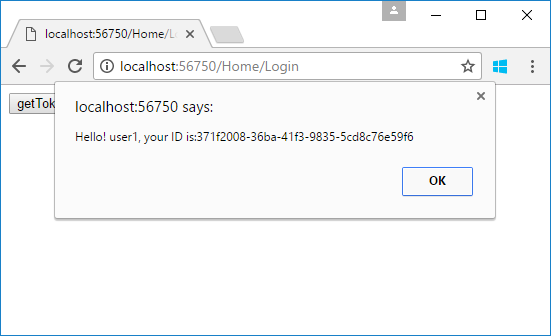 localhost:56750/Home/L
localhost:56750/Home/Login
getTok
localhost:56750 says:
Hello! user1, your ID is:371f2008-36ba-41f3-9835-5cd8c76e59f6
OK